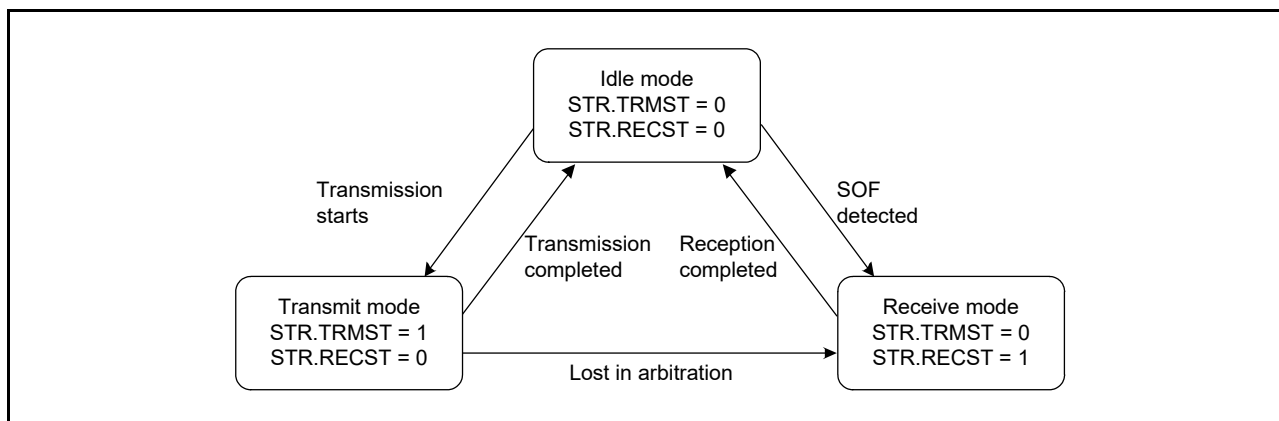 Idle mode
STR.TRMST = 0
STR.RECST = 0
Transmission
starts
SOF
detected
Transmission
completed
Reception
completed
Transmit mode
STR.TRMST = 1
STR.RECST = 0
Receive mode
STR.TRMST = 0
STR.RECST = 1
Lost in arbitration